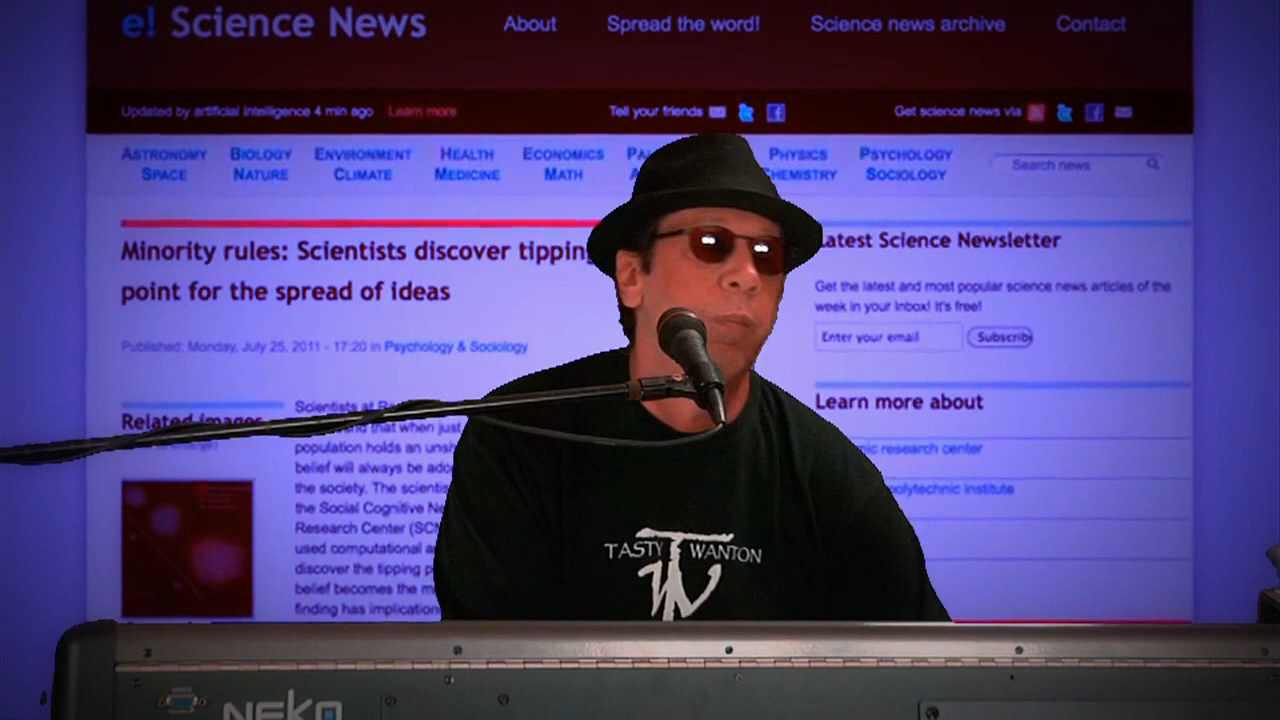 e! Science News
About Spread the word! Science news archive Contact
Updated by artificial intelligence 4 min ago Learn more
Tell your friends
Get science news via
ASTRONOMY
SPACE
BIOLOGY
NATURE
ENVIRONMENT
CLIMATE
HEALTH
MEDICINE
ECONOMICS
MATH
PHYSICS
PSYCHOLOGY
SOCIOLOGY
Search news
Minority rules: Scientists discover tipping
point for the spread of ideas
Published: Monday, July 25, 2011 - 17:20 in Psychology & Sociology
Related images
Scientists at
that when just
population holds an
belief will always be
the society. The
the Social Cognitive
Research Center
used computational
discover the tipping
belief becomes the
finding has
Latest Science Newsletter
Get the latest and most popular science news articles of the
week in your Inbox! It's free!
Enter your email Subscribe
Learn more about
research center
polytechnic institute
TASTY WANTON
NEKO